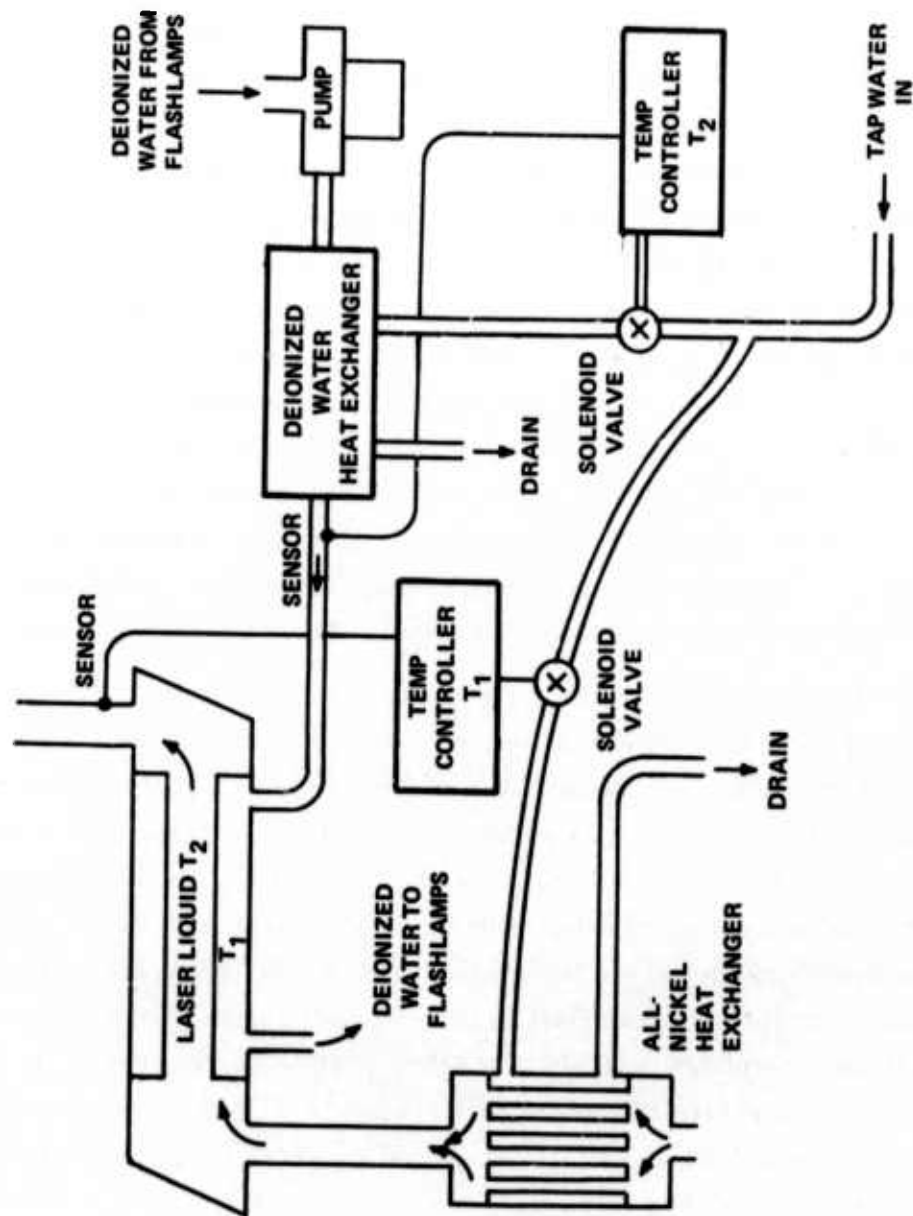 SENSOR
LASER LIQUID T2
T1
DEIONIZED
WATER TO
FLASHLAMPS
ALL-
NICKEL
HEAT
EXCHANGER
DRAIN
SOLENOID
VALVE
TEMP
CONTROLLER
T1
SENSOR
DEIONIZED
WATER
HEAT EXCHANGER
DRAIN
SOLENOID
VALVE
DEIONIZED
WATER FROM
FLASHLAMPS
PUMP
TEMP
CONTROLLER
T2
TAP WATER
IN